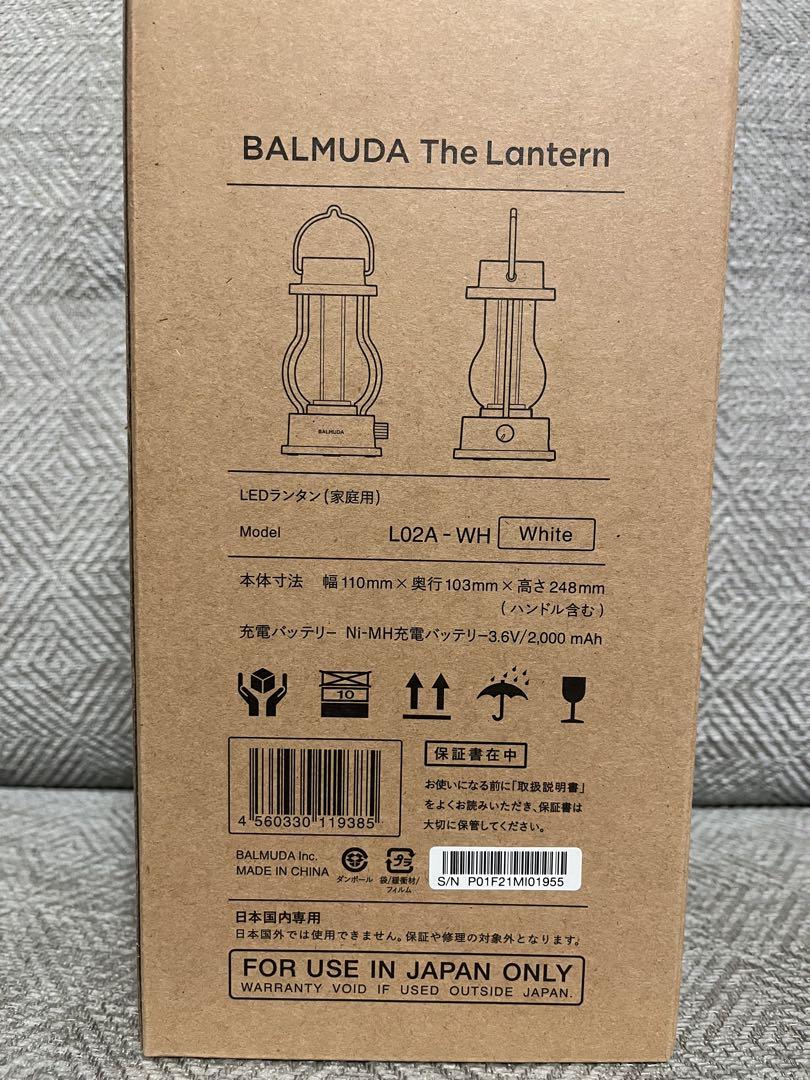 BALMUDA The Lantern
BALMUDA
LEDランタン(家庭用)
Model L02A - WH White
本体寸法 幅110mm×奥行103mm×高さ248mm
(ハンドル含む)
充電バッテリー Ni-MH充電バッテリー3.6V/2,000 mAh
10
保証書在中
お使いになる前に「取扱説明書」
をよくお読みいただき、保証書は
大切に保管してください。
4 560330 119385
BALMUDA Inc.
MADE IN CHINA
ダンボール
プラ
袋/緩衝材/
フィルム
S/N P01F21MI01955
日本国内専用
日本国外では使用できません。保証や修理の対象外となります。
FOR USE IN JAPAN ONLY
WARRANTY VOID IF USED OUTSIDE JAPAN.